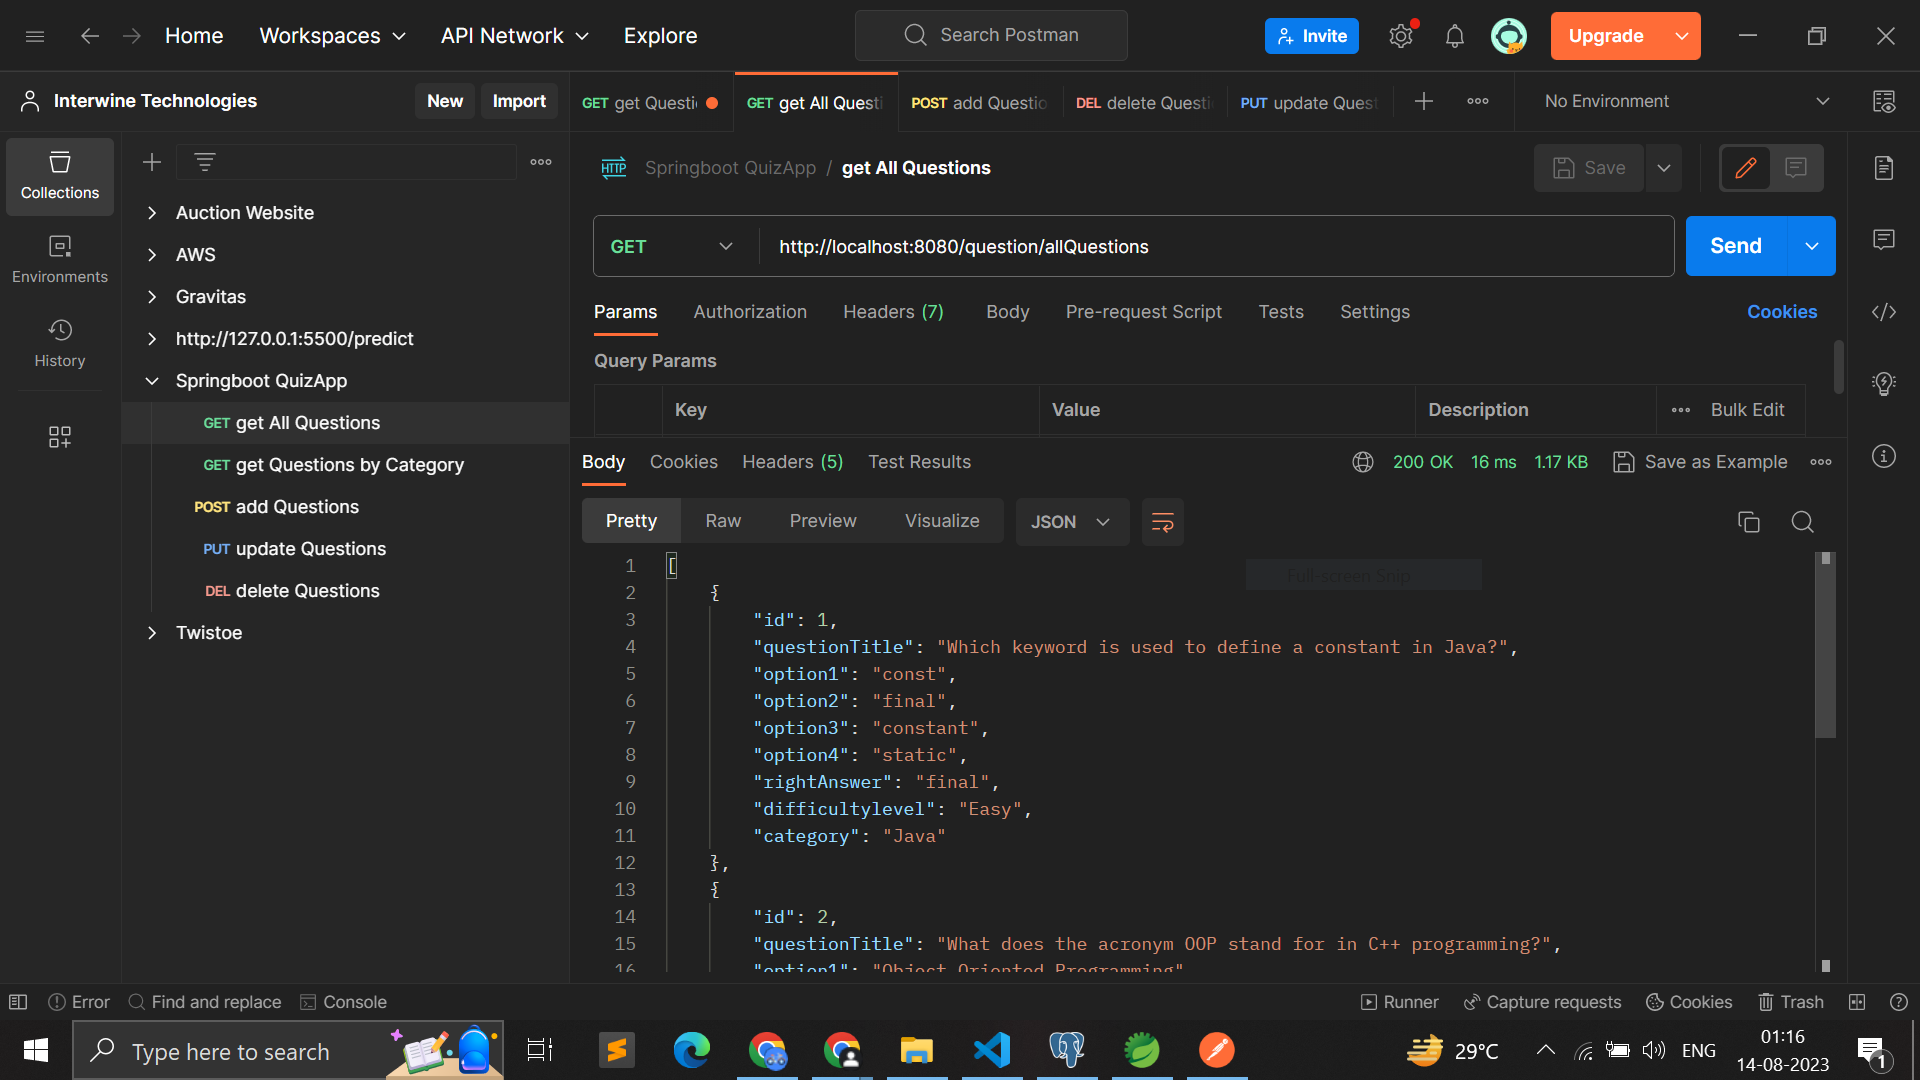 Home Workspaces API Network Explore Search Postman Invite Upgrade
Interwine Technologies New Import GET get Questi DEL GET get All Questi POST add Questio DEL delete Questi PUT update Quest No Environment
Collections
Environments
History
Auction Website
AWS
Gravitas
http://127.0.0.1:5500/predict
Springboot QuizApp
GET get All Questions
GET get Questions by Category
POST add Questions
PUT update Questions
DEL delete Questions
Twistoe
HTTP Springboot QuizApp / get All Questions Save
GET http://localhost:8080/question/allQuestions Send
Params Authorization Headers (7) Body Pre-request Script Tests Settings Cookies
Query Params
Key Value Description Bulk Edit
Body Cookies Headers (5) Test Results 200 OK 16 ms 1.17 KB Save as Example
Pretty Raw Preview Visualize JSON
Full-screen Snip
1 [
2 {
3 "id": 1,
4 "questionTitle": "Which keyword is used to define a constant in Java?",
5 "option1": "const",
6 "option2": "final",
7 "option3": "constant",
8 "option4": "static",
9 "rightAnswer": "final",
10 "difficultylevel": "Easy",
11 "category": "Java"
12 },
13 {
14 "id": 2,
15 "questionTitle": "What does the acronym OOP stand for in C++ programming?",
16 "option1": "Object Oriented Programming"
Error Find and replace Console Runner Capture requests Cookies Trash
Type here to search 29°C ENG 01:16
14-08-2023 1